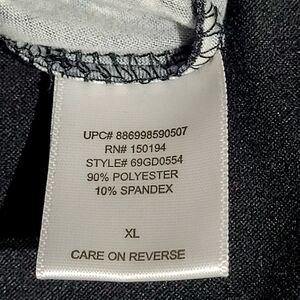 UPC# 886998590507
RN# 150194
STYLE# 69GD0554
90% POLYESTER
10% SPANDEX
XL
CARE ON REVERSE